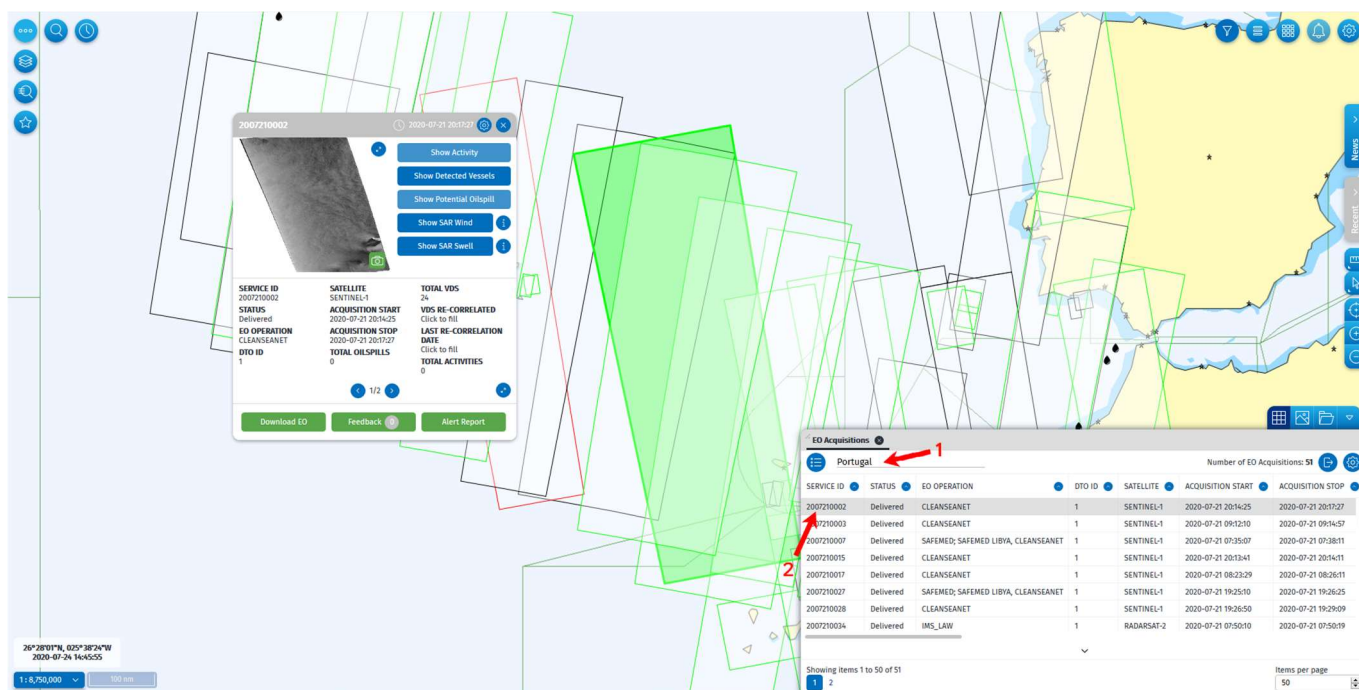 2007210002 2020-07-21 20:17:27
Show Activity
Show Detected Vessels
Show Potential Oilspill
Show SAR Wind
Show SAR Swell
SERVICE ID
2007210002
STATUS
Delivered
EO OPERATION
CLEANSEANET
DTO ID
1
SATELLITE
SENTINEL-1
ACQUISITION START
2020-07-21 20:14:25
ACQUISITION STOP
2020-07-21 20:17:27
TOTAL OILSPILLS
0
TOTAL VDS
24
VDS RE-CORRELATED
Click to fill
LAST RE-CORRELATION
DATE
Click to fill
TOTAL ACTIVITIES
0
1/2
Download EO Feedback 0 Alert Report
News
Recent
EO Acquisitions
Portugal 1 Number of EO Acquisitions: 51
SERVICE ID STATUS EO OPERATION DTO ID SATELLITE ACQUISITION START ACQUISITION STOP
2007210002 Delivered CLEANSEANET 1 SENTINEL-1 2020-07-21 20:14:25 2020-07-21 20:17:27
2007210003 Delivered CLEANSEANET 1 SENTINEL-1 2020-07-21 09:12:10 2020-07-21 09:14:57
2007210007 Delivered SAFEMED; SAFEMED LIBYA, CLEANSEANET 1 SENTINEL-1 2020-07-21 07:35:07 2020-07-21 07:38:11
2007210015 Delivered CLEANSEANET 1 SENTINEL-1 2020-07-21 20:13:41 2020-07-21 20:14:11
2
2007210017 Delivered CLEANSEANET 1 SENTINEL-1 2020-07-21 08:23:29 2020-07-21 08:26:11
2007210027 Delivered SAFEMED; SAFEMED LIBYA, CLEANSEANET 1 SENTINEL-1 2020-07-21 19:25:10 2020-07-21 19:26:25
2007210028 Delivered CLEANSEANET 1 SENTINEL-1 2020-07-21 19:26:50 2020-07-21 19:29:09
2007210034 Delivered IMS_LAW 1 RADARSAT-2 2020-07-21 07:50:10 2020-07-21 07:50:19
Showing items 1 to 50 of 51 Items per page
1 2 50
26°28'01"N, 025°38'24"W
2020-07-24 14:45:55
1 : 8,750,000 100 nm